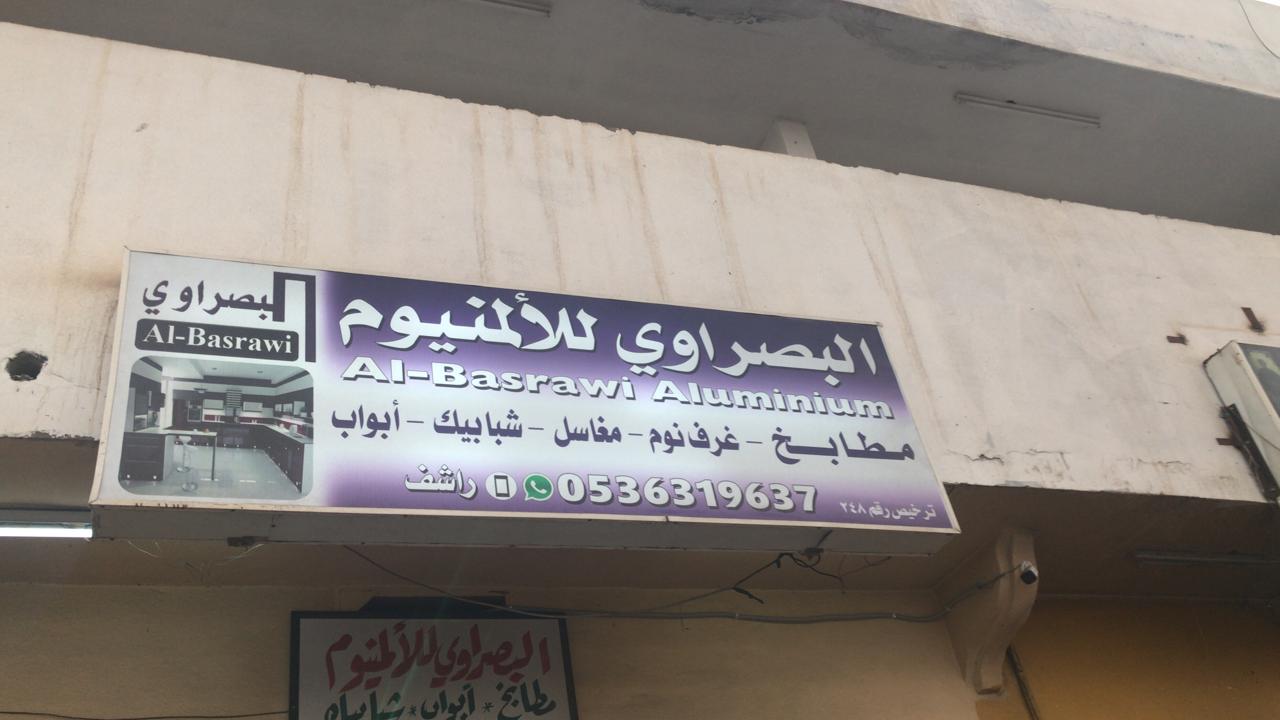 البصراوي
Al-Basrawi
البصراوي للألمنيوم
Al-Basrawi Aluminium
مطابخ - غرف نوم - مغاسل - شبابيك - أبواب
0536319637 راشف
ترخيص رقم ٢٤٨
البصراوي للألمنيوم
مطابخ * أبواب * شبابيك